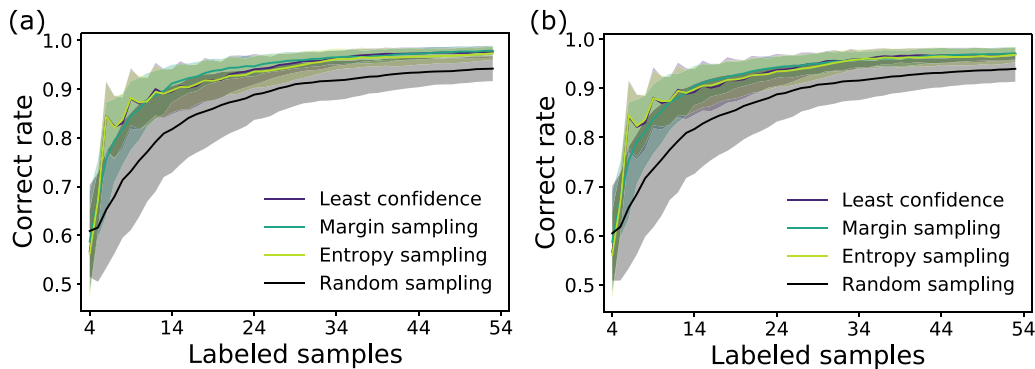 (a)
1.0
0.9
0.8
0.7
0.6
0.5
Correct rate
Least confidence
Margin sampling
Entropy sampling
Random sampling
4 14 24 34 44 54
Labeled samples
(b)
1.0
0.9
0.8
0.7
0.6
0.5
Correct rate
Least confidence
Margin sampling
Entropy sampling
Random sampling
4 14 24 34 44 54
Labeled samples